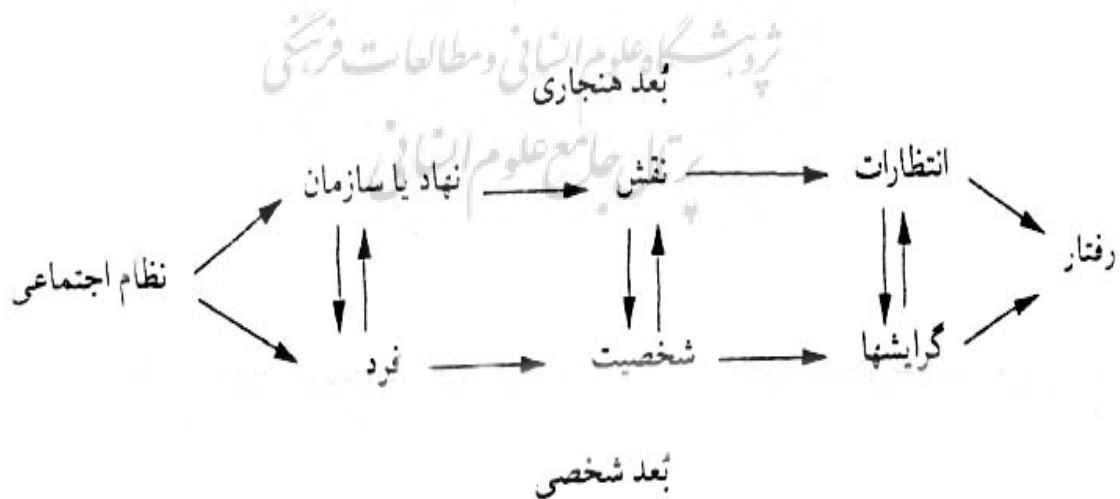 پژوهشگاه علوم انسانی و مطالعات فرهنگی
بُعد هنجاری
پرتال جامع علوم انسانی
انتظارات
نقش
نهاد یا سازمان
رفتار
نظام اجتماعی
گرایشها
شخصیت
فرد
بُعد شخصی